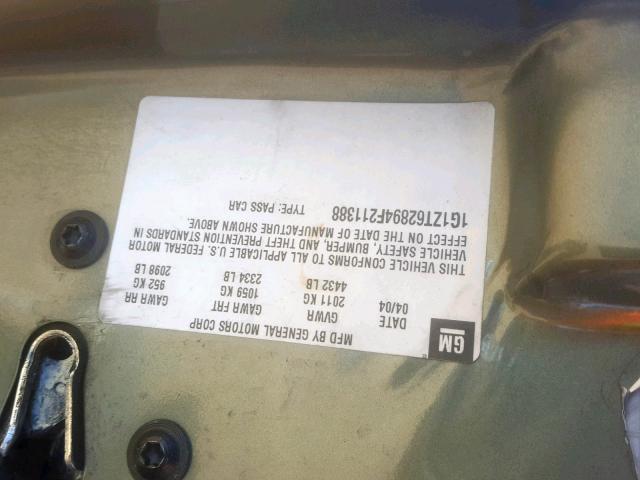 GM
MFD BY GENERAL MOTORS CORP
DATE GVWR GAWR FRT GAWR RR
04/04 2011 KG 1059 KG 952 KG
4432 LB 2334 LB 2098 LB
THIS VEHICLE CONFORMS TO ALL APPLICABLE U.S. FEDERAL MOTOR
VEHICLE SAFETY, BUMPER, AND THEFT PREVENTION STANDARDS IN
EFFECT ON THE DATE OF MANUFACTURE SHOWN ABOVE.
1G1ZT62894F211388 TYPE: PASS CAR